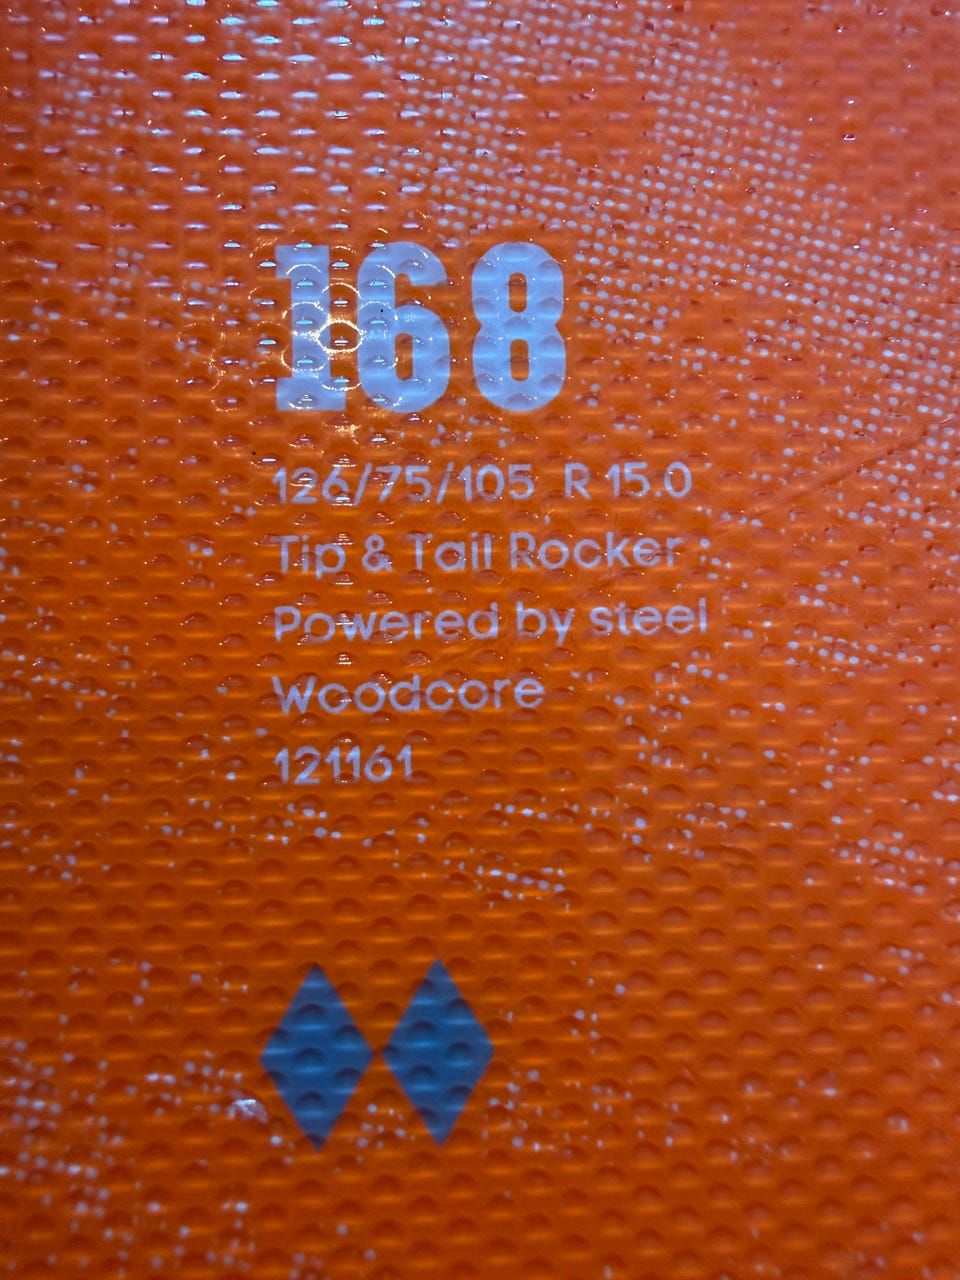 168
126/75/105 R 15.0
Tip & Tail Rocker
Powered by steel
Woodcore
121161